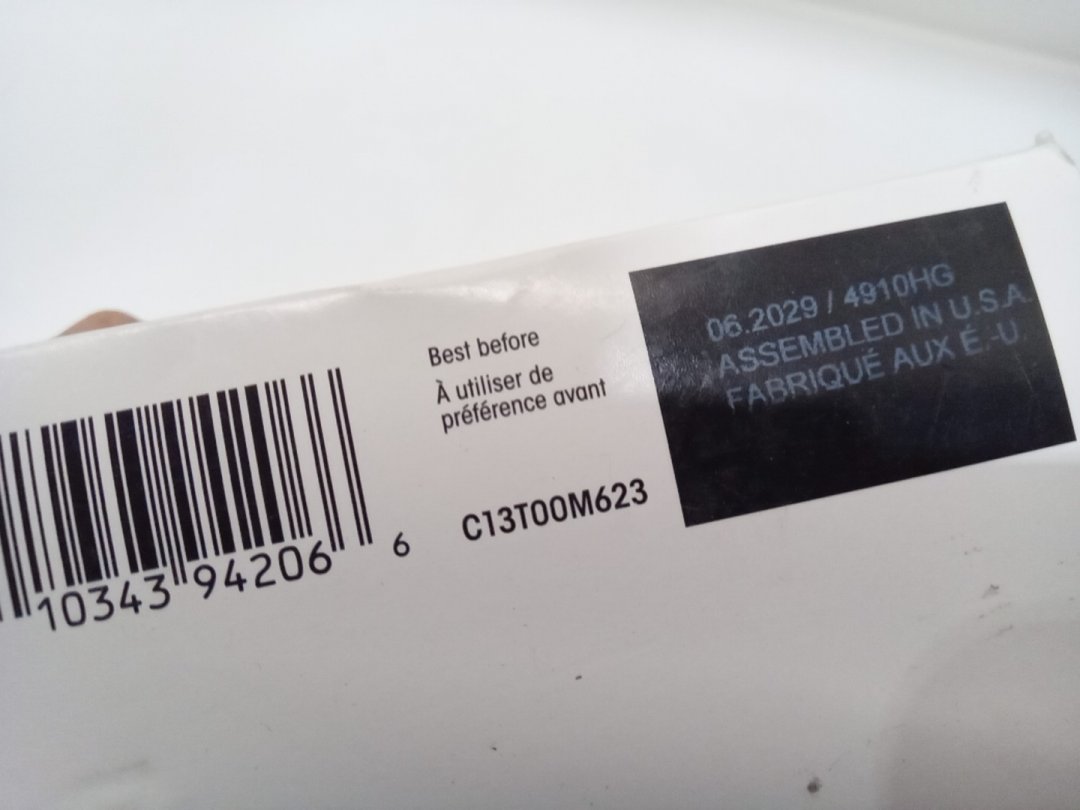 Best before
À utiliser de
préférence avant
C13T00M623
10343 94206 6
06.2029 / 4910HG
ASSEMBLED IN U.S.A.
FABRIQUÉ AUX É.-U.